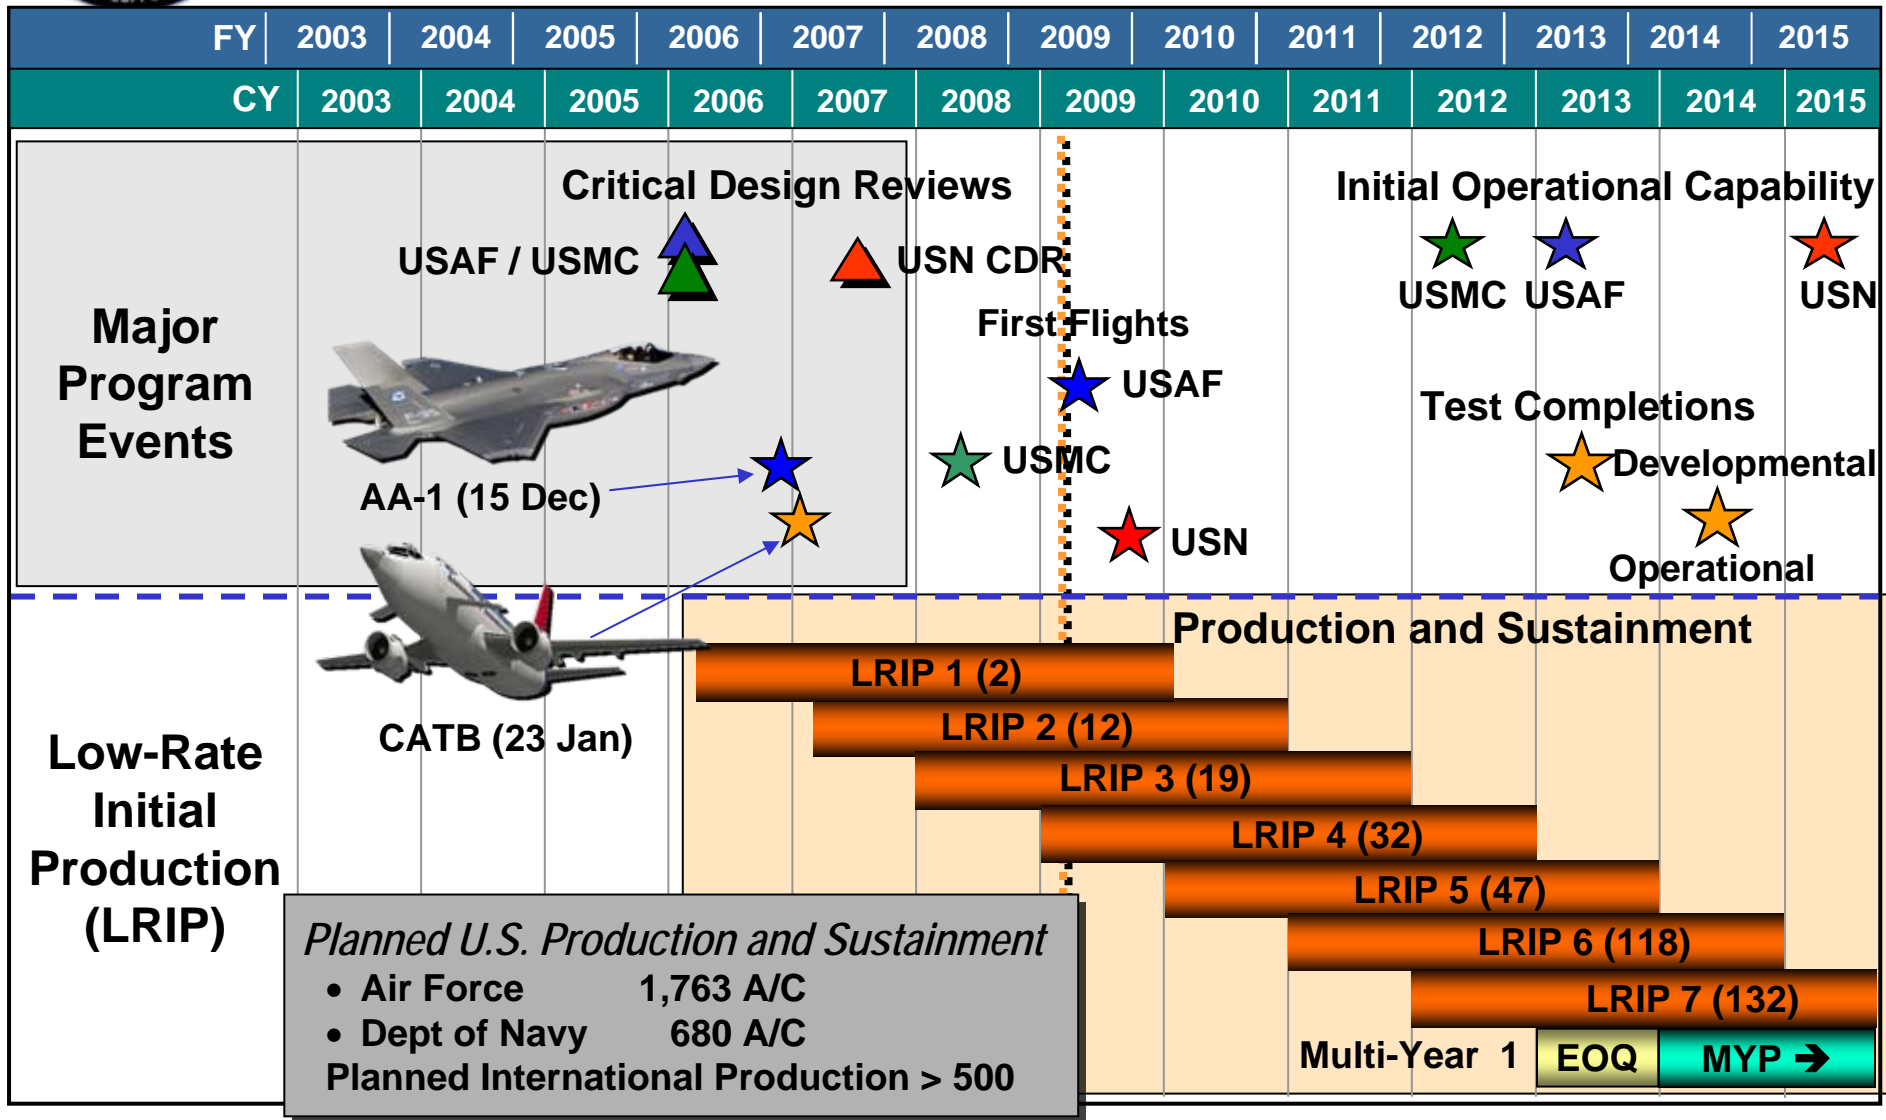 FY 2003 2004 2005 2006 2007 2008 2009 2010 2011 2012 2013 2014 2015
CY 2003 2004 2005 2006 2007 2008 2009 2010 2011 2012 2013 2014 2015
Major
Program
Events
Critical Design Reviews
USAF / USMC
USN CDR
Initial Operational Capability
USMC USAF USN
First Flights
USAF
USMC
USN
AA-1 (15 Dec)
Test Completions
Developmental
Operational
CATB (23 Jan)
Low-Rate
Initial
Production
(LRIP)
Production and Sustainment
LRIP 1 (2)
LRIP 2 (12)
LRIP 3 (19)
LRIP 4 (32)
LRIP 5 (47)
LRIP 6 (118)
LRIP 7 (132)
Multi-Year 1 EOQ MYP ➔
Planned U.S. Production and Sustainment
• Air Force 1,763 A/C
• Dept of Navy 680 A/C
Planned International Production > 500